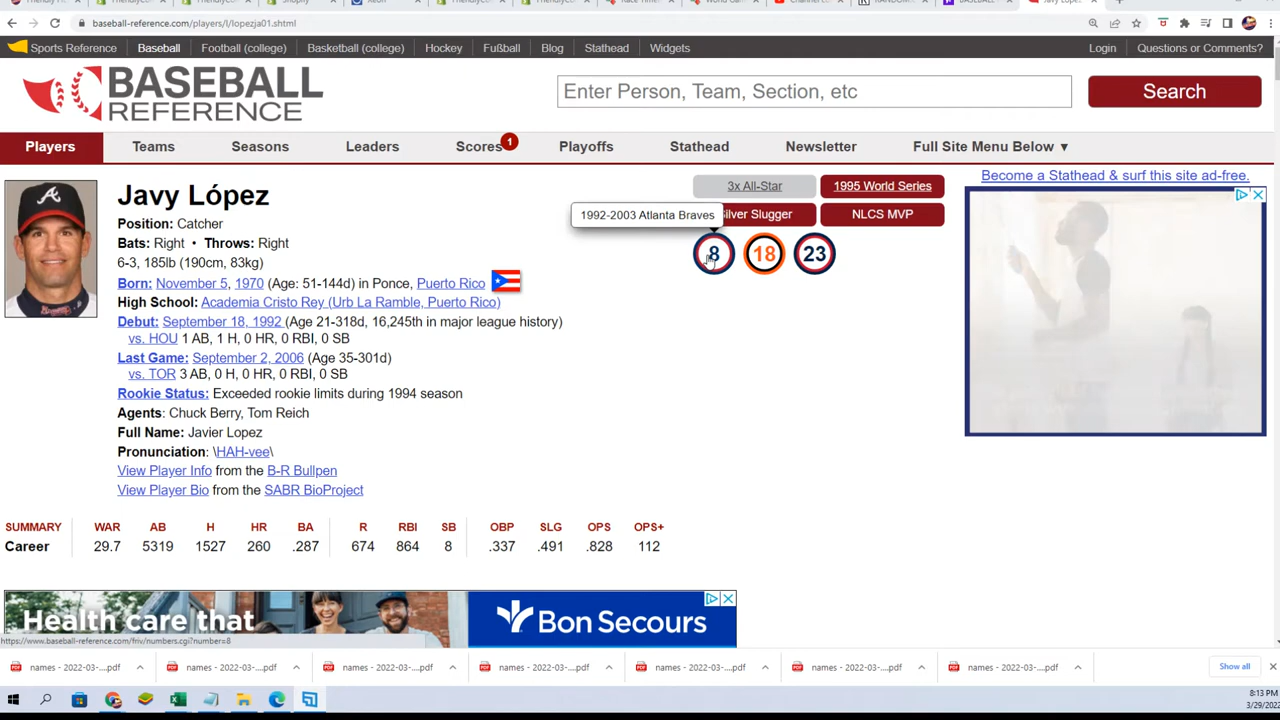 baseball-reference.com/players/l/lopezja01.shtml
Sports Reference Baseball Football (college) Basketball (college) Hockey Fußball Blog Stathead Widgets Login Questions or Comments?
BASEBALL
REFERENCE
Enter Person, Team, Section, etc
Search
Players Teams Seasons Leaders Scores 1 Playoffs Stathead Newsletter Full Site Menu Below ▼
Become a Stathead & surf this site ad-free.
Javy López
3x All-Star 1995 World Series
1992-2003 Atlanta Braves
Silver Slugger NLCS MVP
8 18 23
Position: Catcher
Bats: Right • Throws: Right
6-3, 185lb (190cm, 83kg)
Born: November 5, 1970 (Age: 51-144d) in Ponce, Puerto Rico
High School: Academia Cristo Rey (Urb La Ramble, Puerto Rico)
Debut: September 18, 1992 (Age 21-318d, 16,245th in major league history)
vs. HOU 1 AB, 1 H, 0 HR, 0 RBI, 0 SB
Last Game: September 2, 2006 (Age 35-301d)
vs. TOR 3 AB, 0 H, 0 HR, 0 RBI, 0 SB
Rookie Status: Exceeded rookie limits during 1994 season
Agents: Chuck Berry, Tom Reich
Full Name: Javier Lopez
Pronunciation: \HAH-vee\
View Player Info from the B-R Bullpen
View Player Bio from the SABR BioProject
SUMMARY WAR AB H HR BA R RBI SB OBP SLG OPS OPS+
Career 29.7 5319 1527 260 .287 674 864 8 .337 .491 .828 112
Health care that
Bon Secours
https://www.baseball-reference.com/friv/numbers.cgi?number=8
names - 2022-03-....pdf names - 2022-03-....pdf names - 2022-03-....pdf names - 2022-03-....pdf names - 2022-03-....pdf names - 2022-03-....pdf names - 2022-03-....pdf Show all
8:13 PM
3/29/2022